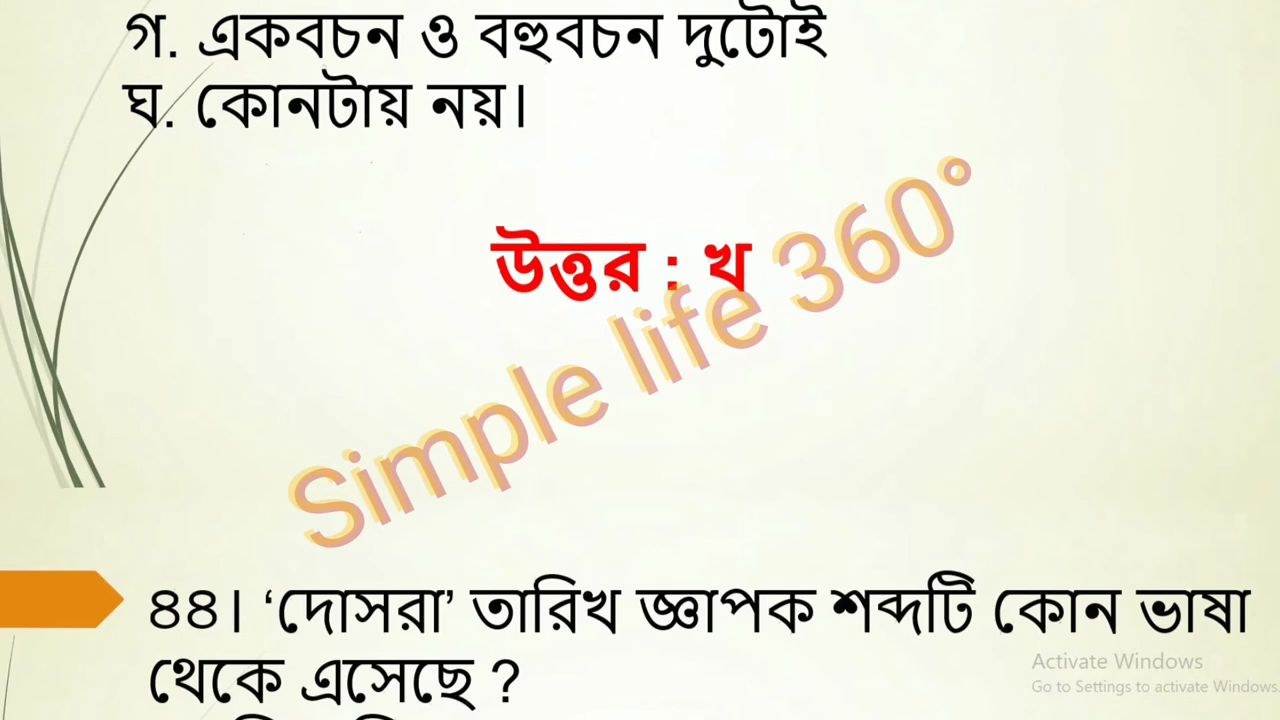 গ. একবচন ও বহুবচন দুটোই
ঘ. কোনটায় নয়।
উত্তর : খ
Simple life 360°
৪৪। ‘দোসরা’ তারিখ জ্ঞাপক শব্দটি কোন ভাষা
থেকে এসেছে ?
Activate Windows
Go to Settings to activate Windows.